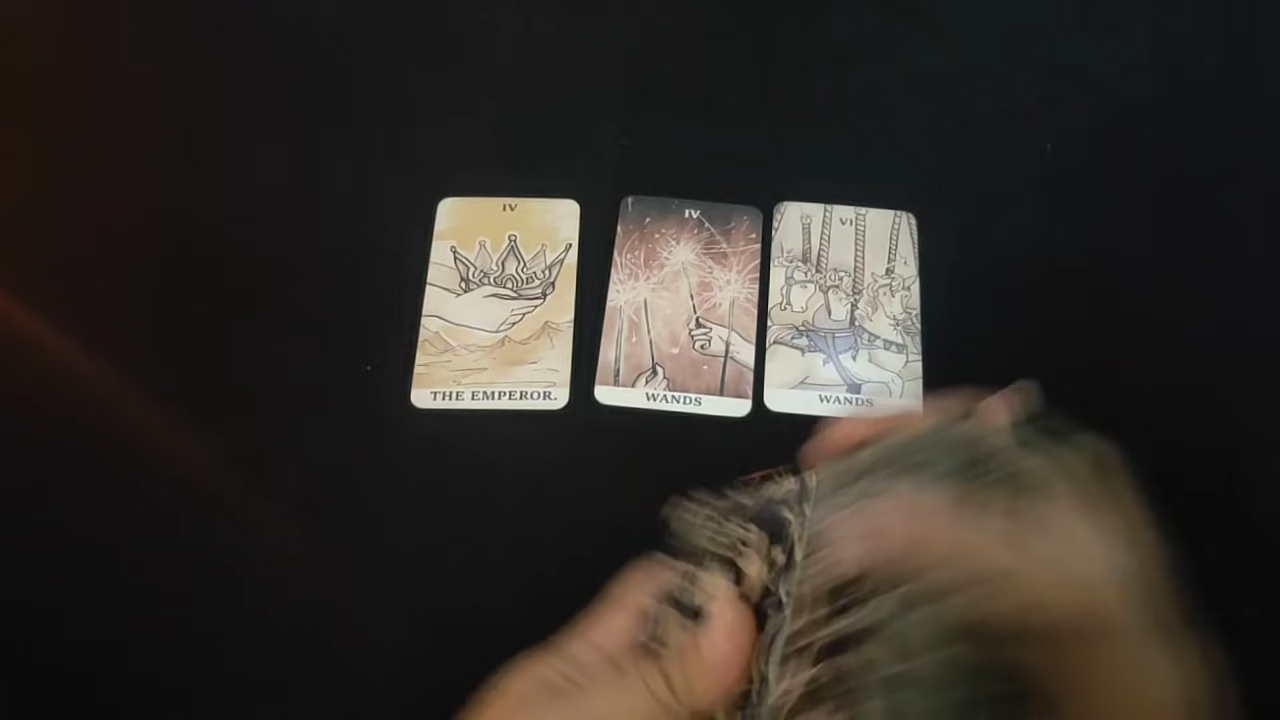 IV
THE EMPEROR.
IV
WANDS
VI
WANDS